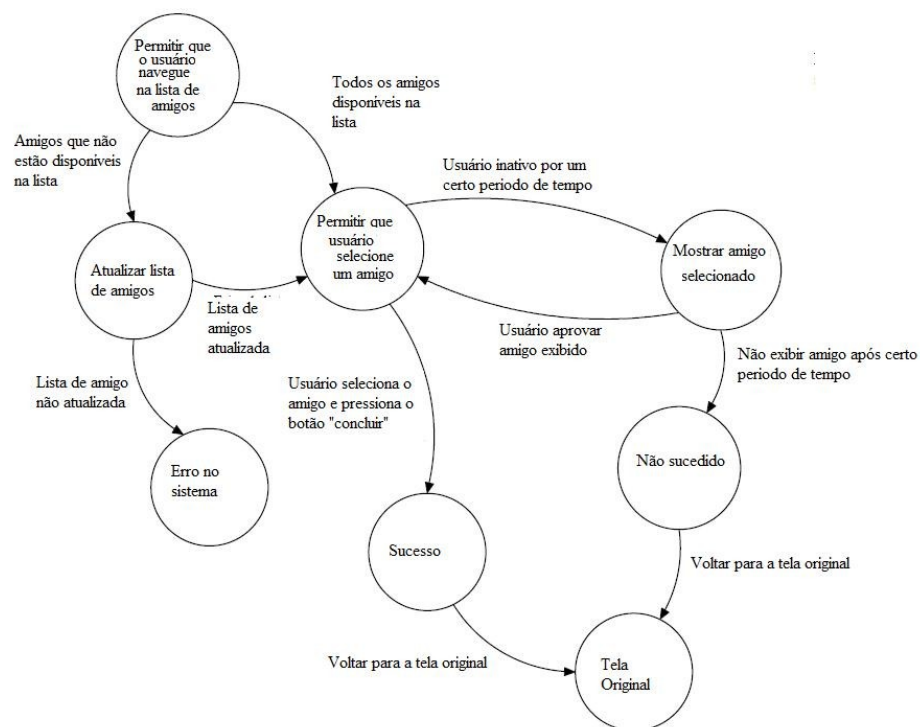 Permitir que
o usuário
navegue
na lista de
amigos
Todos os amigos
disponiveis na
lista
Amigos que não
estão disponiveis
na lista
Usuário inativo por um
certo periodo de tempo
Permitir que
usuário
selecione
um amigo
Mostrar amigo
selecionado
Atualizar lista
de amigos
Lista de
amigos
atualizada
Usuário aprovar
amigo exibido
Não exibir amigo após certo
periodo de tempo
Lista de amigo
não atualizada
Usuário seleciona o
amigo e pressiona o
botão "concluir"
Erro no
sistema
Não sucedido
Sucesso
Voltar para a tela original
Voltar para a tela original
Tela
Original